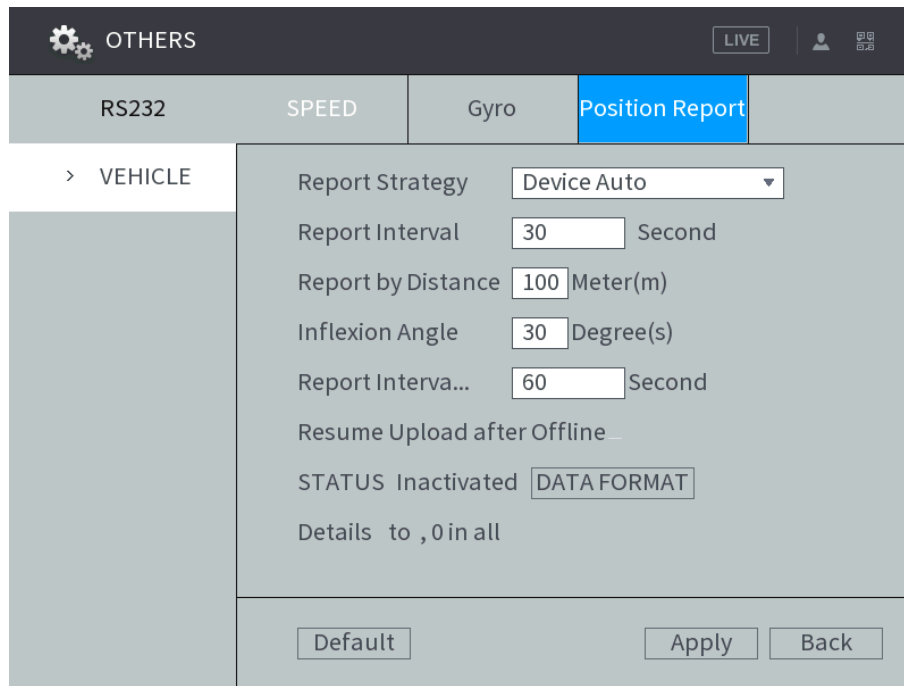 OTHERS LIVE
RS232 SPEED Gyro Position Report
> VEHICLE
Report Strategy Device Auto
Report Interval 30 Second
Report by Distance 100 Meter(m)
Inflexion Angle 30 Degree(s)
Report Interva... 60 Second
Resume Upload after Offline
STATUS Inactivated DATA FORMAT
Details to , 0 in all
Default Apply Back